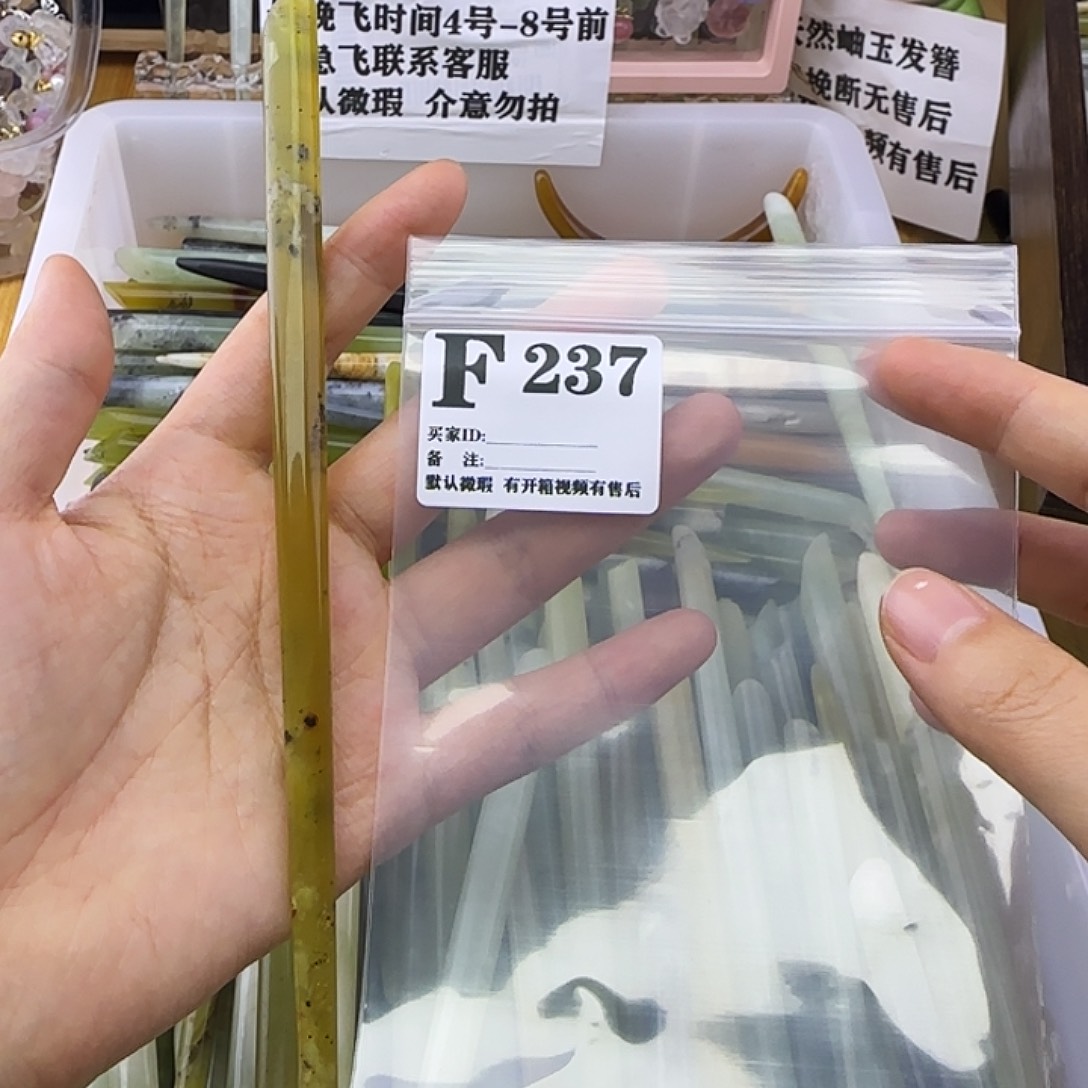 晚飞时间4号-8号前
急飞联系客服
认微瑕 介意勿拍
天然岫玉发簪
挽断无售后
频有售后
F 237
买家ID:
备 注:
默认微瑕 有开箱视频有售后